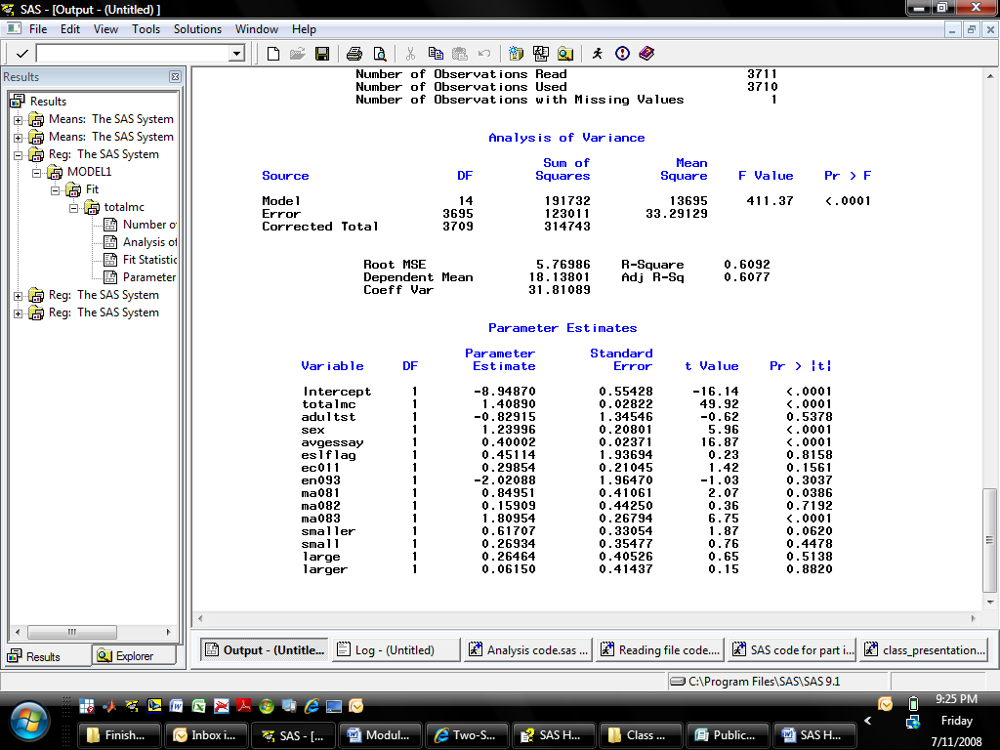 SAS - [Output - (Untitled) ]
File Edit View Tools Solutions Window Help
Results
Results
Means: The SAS System
Means: The SAS System
Reg: The SAS System
MODEL1
Fit
totalmc
Number o
Analysis o
Fit Statistic
Parameter
Reg: The SAS System
Reg: The SAS System
Results Explorer
Number of Observations Read 3711
Number of Observations Used 3710
Number of Observations with Missing Values 1
Analysis of Variance
Sum of Mean
Source DF Squares Square F Value Pr > F
Model 14 191732 13695 411.37 <.0001
Error 3695 123011 33.29129
Corrected Total 3709 314743
Root MSE 5.76986 R-Square 0.6092
Dependent Mean 18.13801 Adj R-Sq 0.6077
Coeff Var 31.81089
Parameter Estimates
Parameter Standard
Variable DF Estimate Error t Value Pr > |t|
Intercept 1 -8.94870 0.55428 -16.14 <.0001
totalmc 1 1.40890 0.02822 49.92 <.0001
adultst 1 -0.82915 1.34546 -0.62 0.5378
sex 1 1.23996 0.20801 5.96 <.0001
avgessay 1 0.40002 0.02371 16.87 <.0001
eslflag 1 0.45114 1.93694 0.23 0.8158
ec011 1 0.29854 0.21045 1.42 0.1561
en093 1 -2.02088 1.96470 -1.03 0.3037
ma081 1 0.84951 0.41061 2.07 0.0386
ma082 1 0.15909 0.44250 0.36 0.7192
ma083 1 1.80954 0.26794 6.75 <.0001
smaller 1 0.61707 0.33054 1.87 0.0620
small 1 0.26934 0.35477 0.76 0.4478
large 1 0.26464 0.40526 0.65 0.5138
larger 1 0.06150 0.41437 0.15 0.8820
Output - (Untitle... Log - (Untitled) Analysis code.sas ... Reading file code.... SAS code for part i... class_presentation...
C:\Program Files\SAS\SAS 9.1
Finish... Inbox i... SAS - [... Modul... Two-S... SAS H... Class ... Public... SAS H...
9:25 PM
Friday
7/11/2008